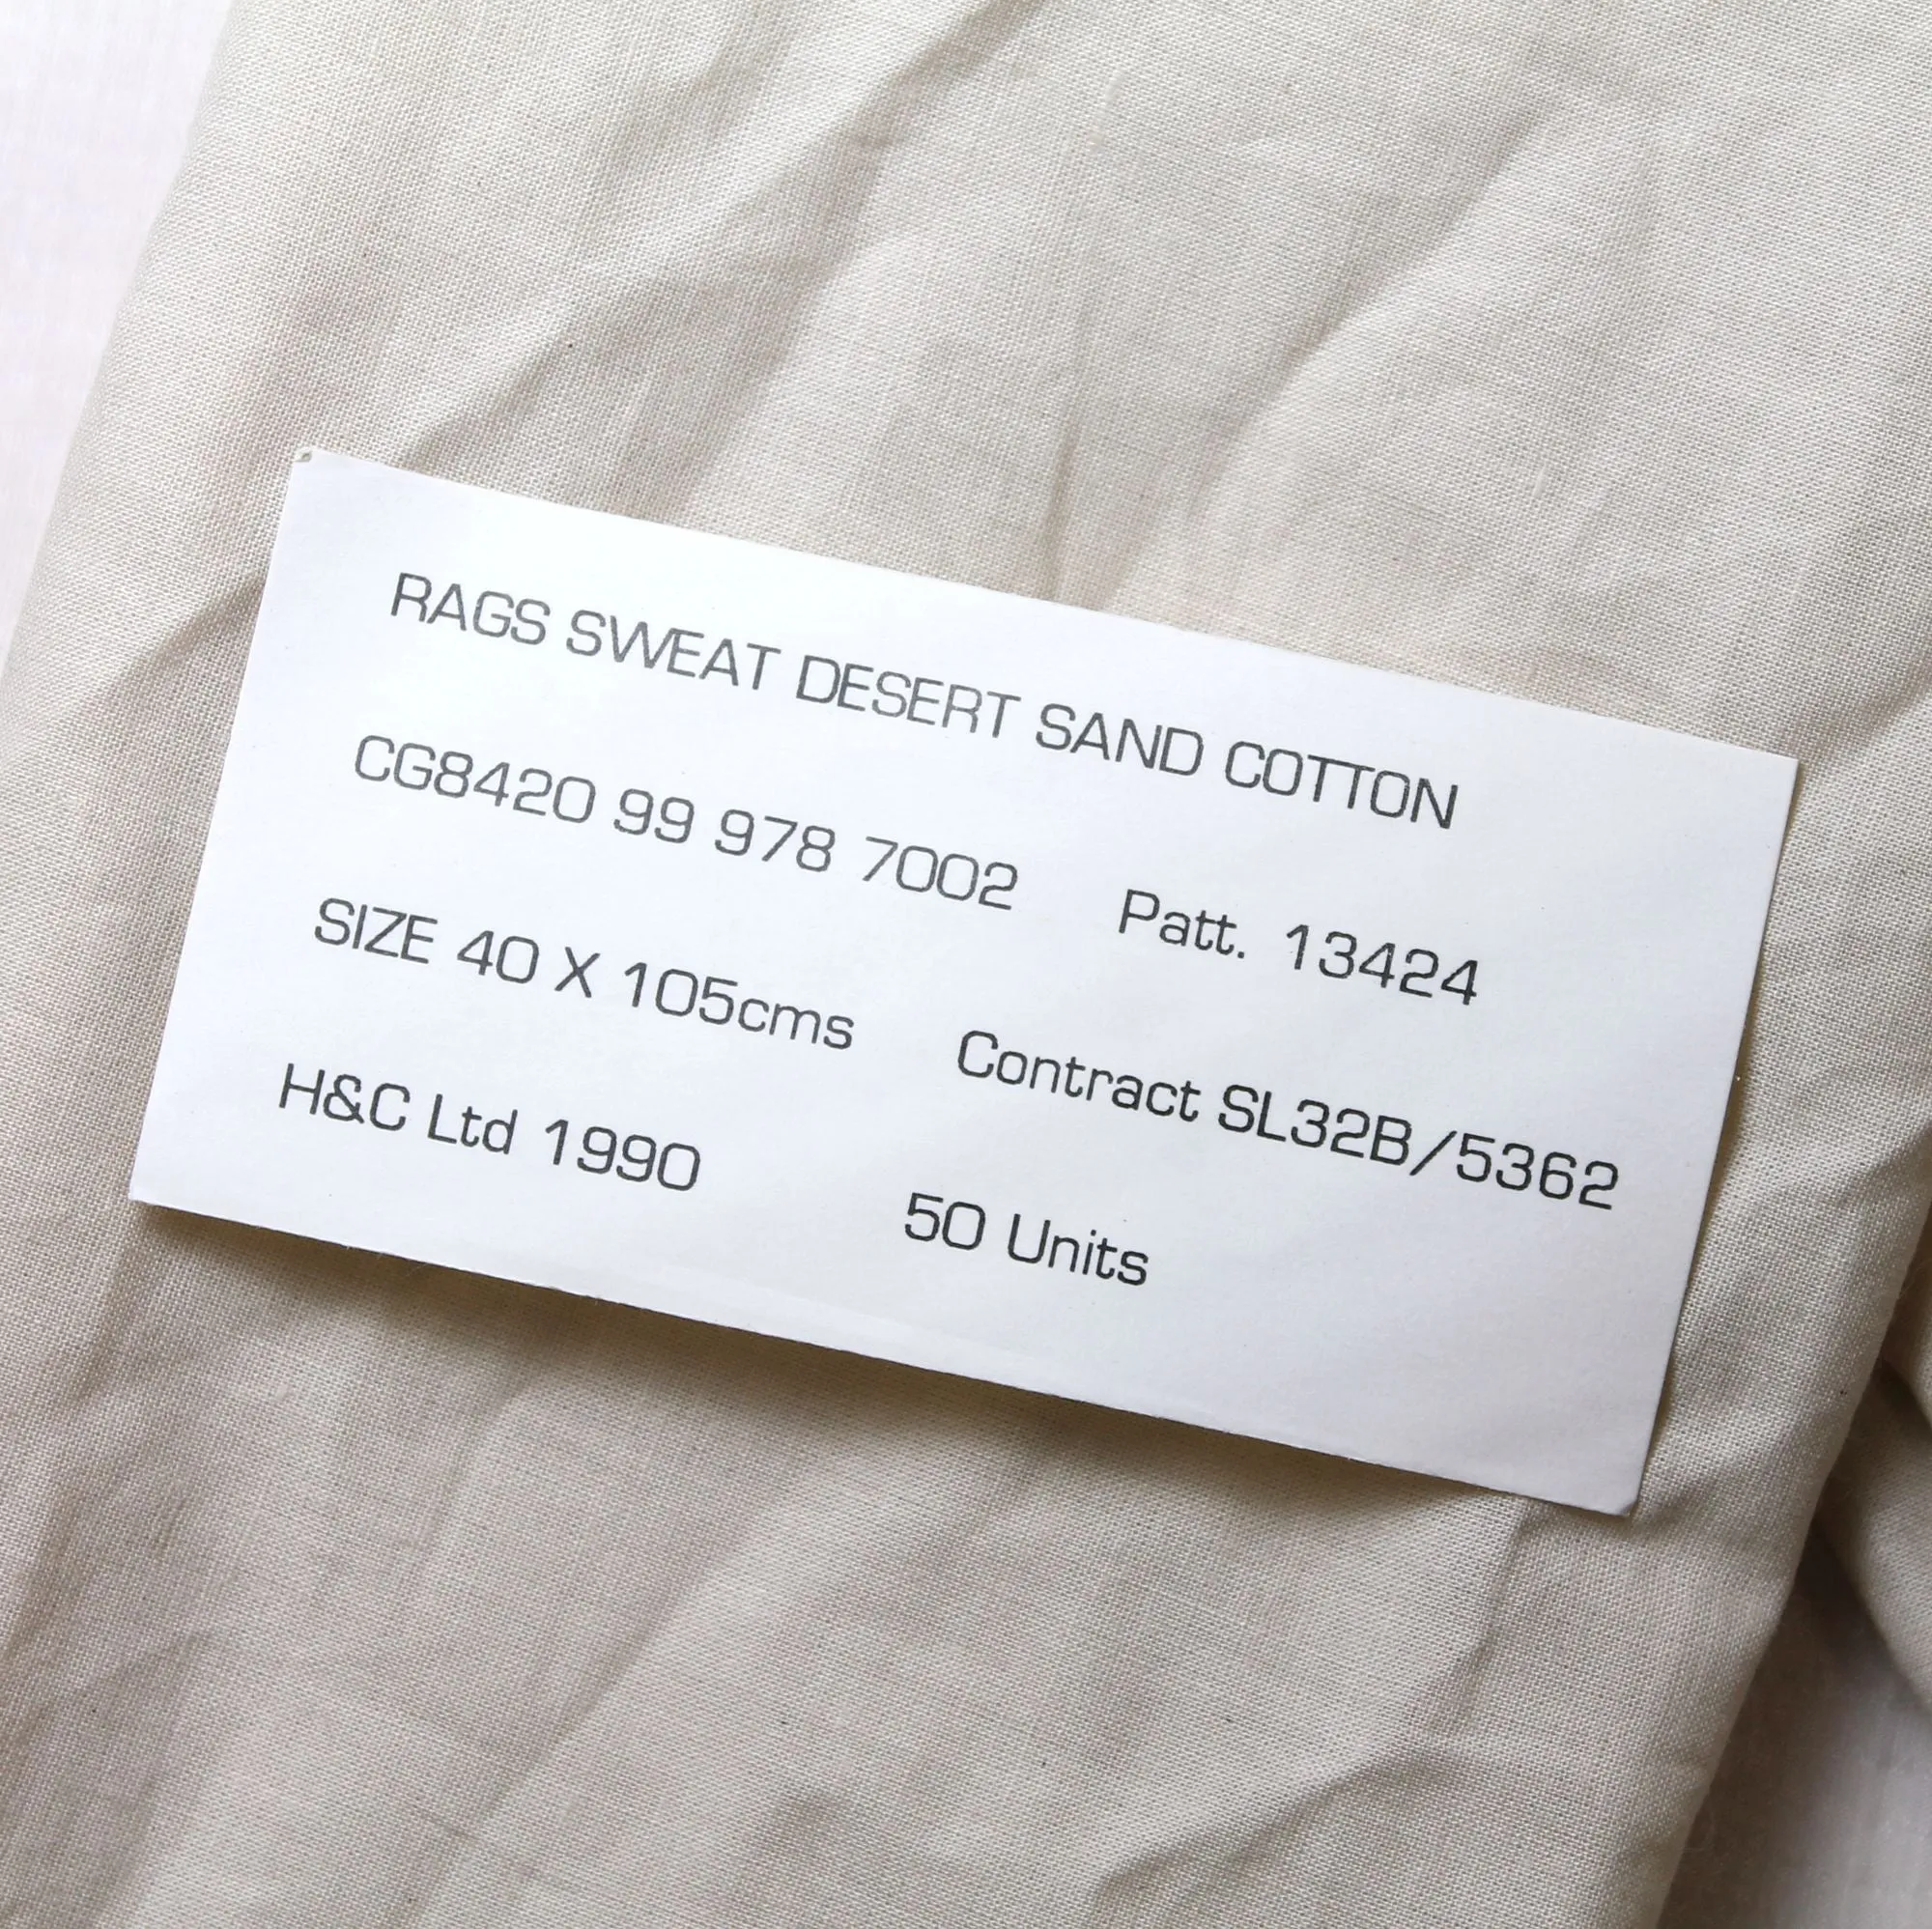 RAGS SWEAT DESERT SAND COTTON
CG8420 99 978 7002 Patt. 13424
SIZE 40 X 105cms Contract SL32B/5362
H&C Ltd 1990 50 Units